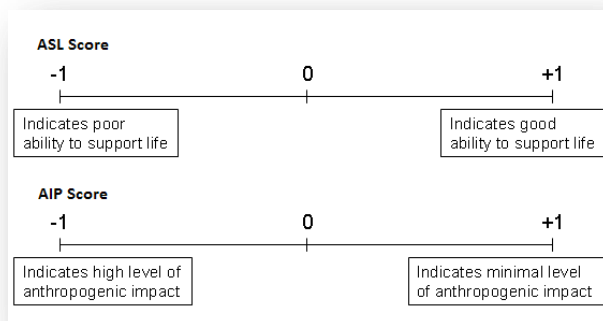 ASL Score
-1 0 +1
Indicates poor
ability to support life
Indicates good
ability to support life
AIP Score
-1 0 +1
Indicates high level of
anthropogenic impact
Indicates minimal level
of anthropogenic impact